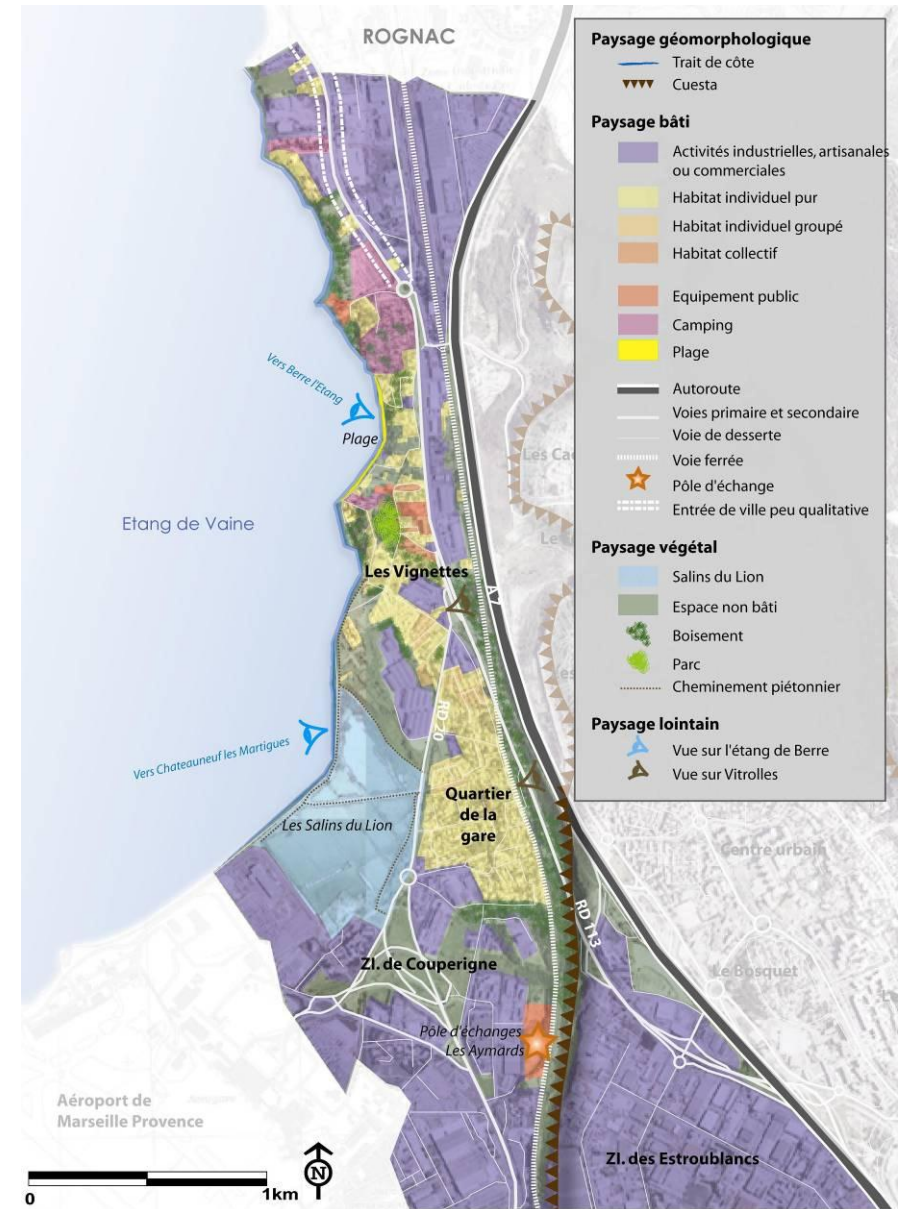 ROGNAC
Paysage géomorphologique
Trait de côte
Cuesta
Paysage bâti
Activités industrielles, artisanales
ou commerciales
Habitat individuel pur
Habitat individuel groupé
Habitat collectif
Equipement public
Camping
Plage
Autoroute
Voies primaire et secondaire
Voie de desserte
Voie ferrée
Pôle d'échange
Entrée de ville peu qualitative
Paysage végétal
Salins du Lion
Espace non bâti
Boisement
Parc
Cheminement piétonnier
Paysage lointain
Vue sur l'étang de Berre
Vue sur Vitrolles
Vers Berre l'Etang
Plage
Etang de Vaine
Les Vignettes
A 7
RD 20
Vers Chateauneuf les Martigues
Quartier
de la
gare
Les Salins du Lion
Centre urbain
RD 113
Le Bosquet
ZI. de Couperigne
Pôle d'échanges
Les Aymards
Aéroport de
Marseille Provence
ZI. des Estroublancs
N
0
1km